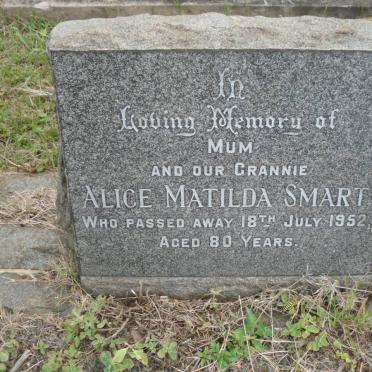 In
Loving Memory of
MUM
AND OUR GRANNIE
ALICE MATILDA SMART
WHO PASSED AWAY 18TH JULY 1952,
AGED 80 YEARS.